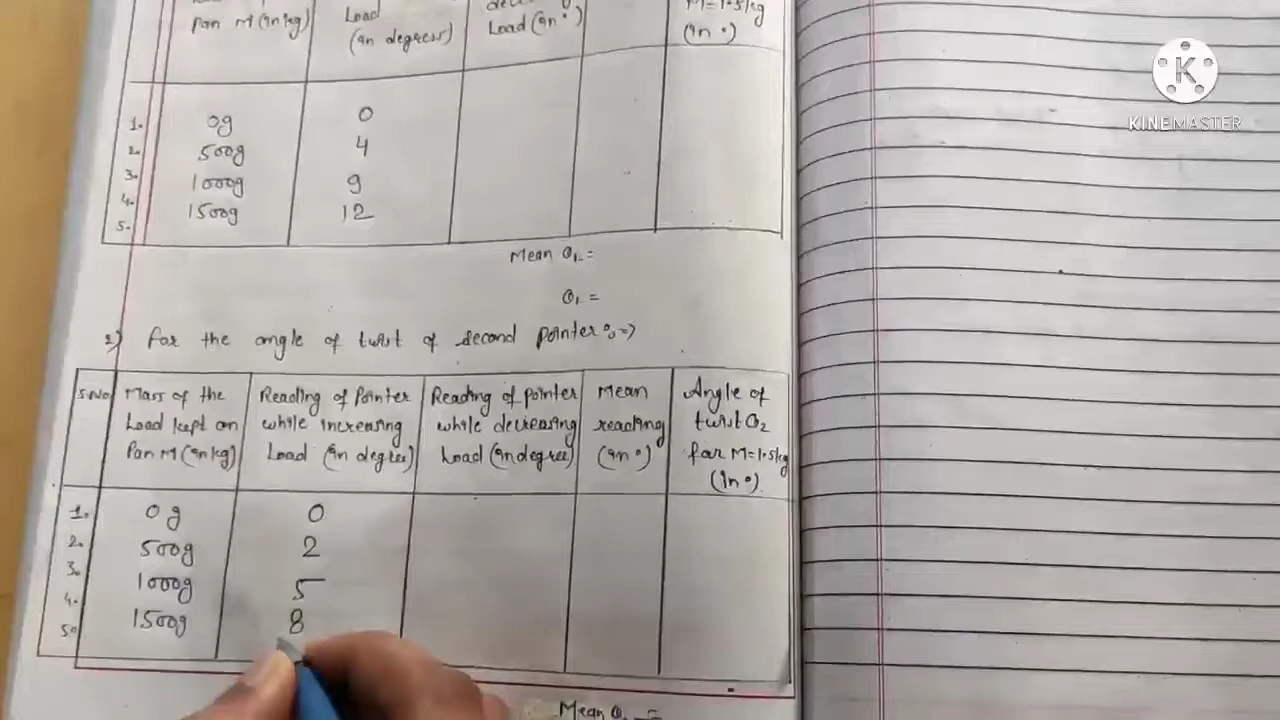 Pan M (in kg) Load (in degrees) Load (in °) M=1.5kg (in °)
1. 0g 0
2. 500g 4
3. 1000g 9
4. 1500g 12
5.
Mean θ1 =
θ1 =
2) for the angle of twist of second pointer :=>
S.No. Mass of the Load kept on Pan M (in kg) Reading of Pointer while increasing Load (in degree) Reading of pointer while decreasing Load (in degree) Mean reading (in °) Angle of twist θ2 for M=1.5kg (in °)
1. 0g 0
2. 500g 2
3. 1000g 5
4. 1500g 8
5.
Mean
KINEMASTER